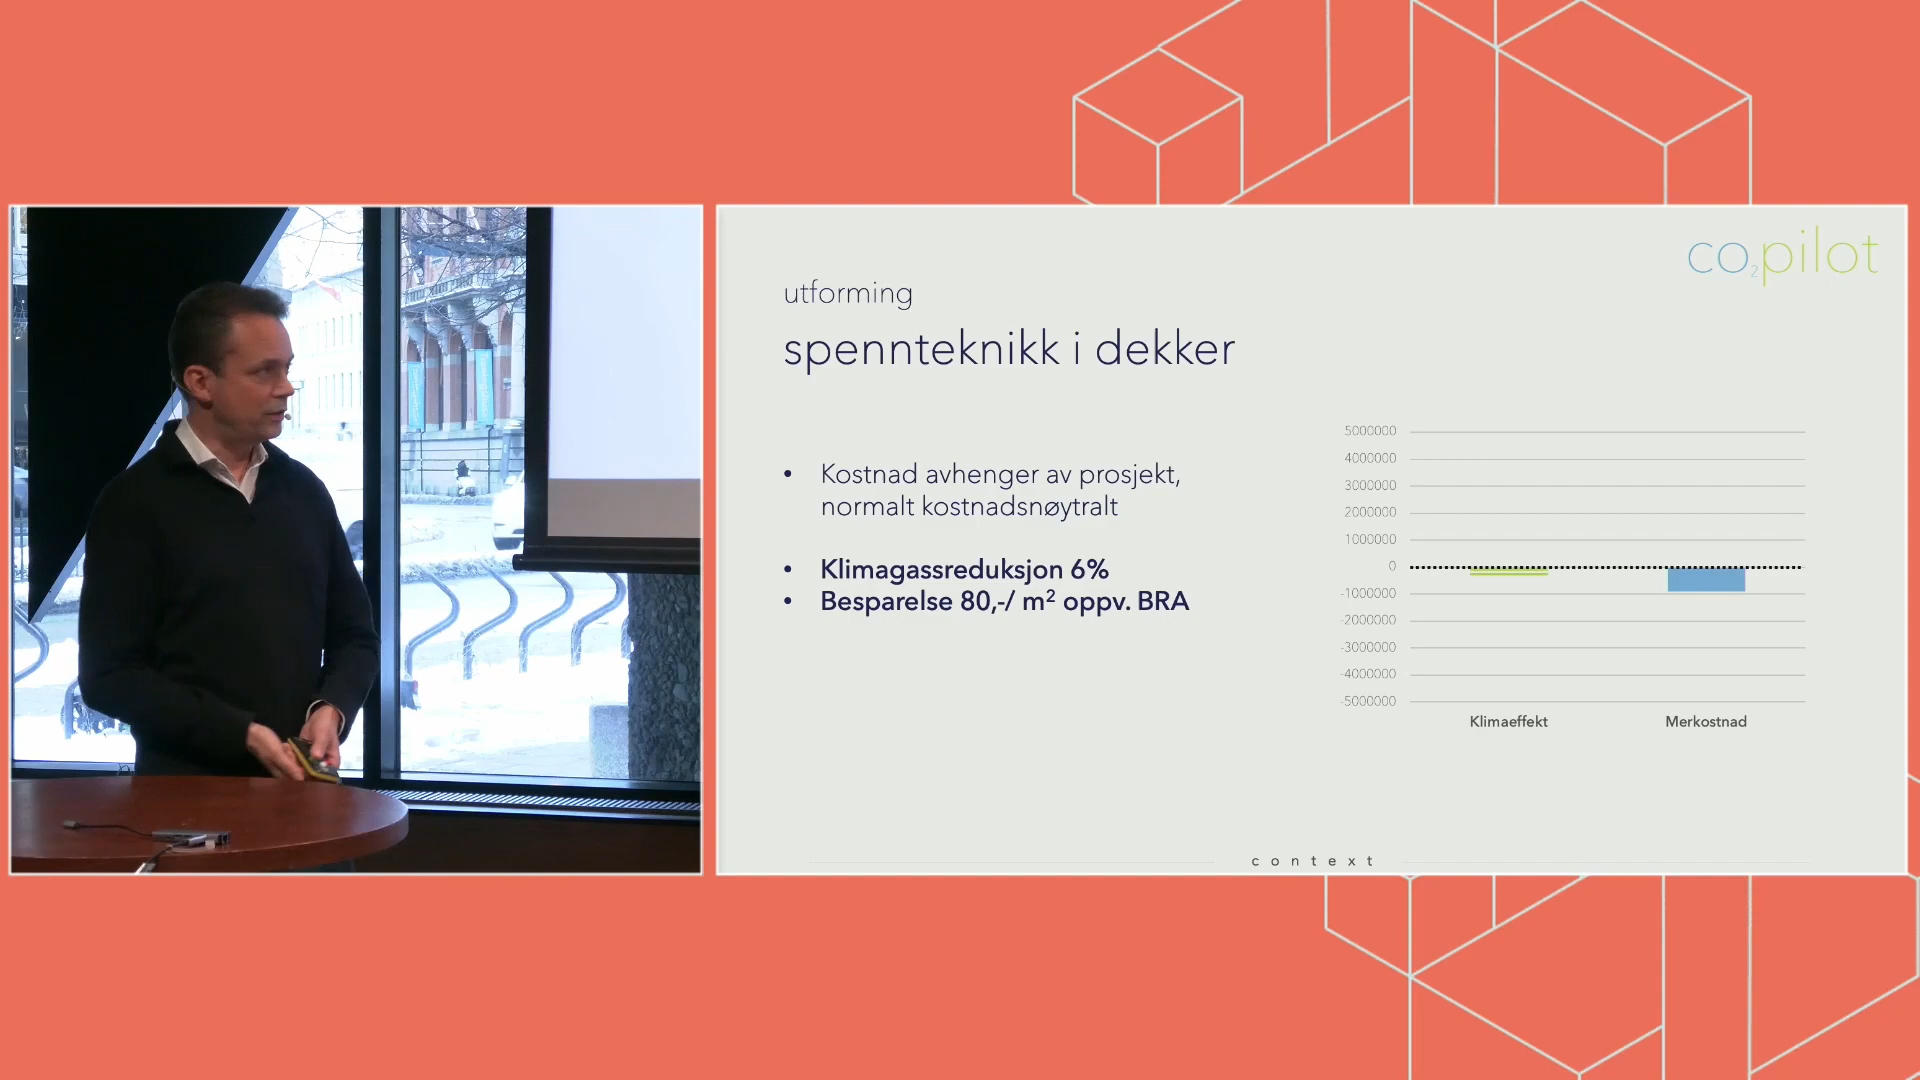 co₂pilot
utforming
spennteknikk i dekker
• Kostnad avhenger av prosjekt,
normalt kostnadsnøytralt
• Klimagassreduksjon 6%
• Besparelse 80,-/ m² oppv. BRA
5000000
4000000
3000000
2000000
1000000
0
-1000000
-2000000
-3000000
-4000000
-5000000
Klimaeffekt
Merkostnad
context